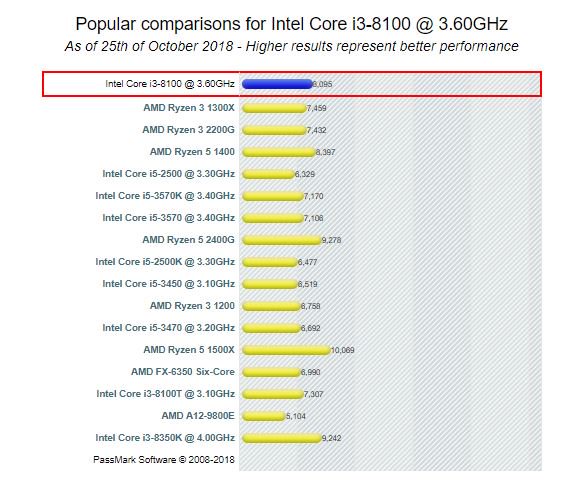 Popular comparisons for Intel Core i3-8100 @ 3.60GHz
As of 25th of October 2018 - Higher results represent better performance
Intel Core i3-8100 @ 3.60GHz 8,095
AMD Ryzen 3 1300X 7,459
AMD Ryzen 3 2200G 7,432
AMD Ryzen 5 1400 8,397
Intel Core i5-2500 @ 3.30GHz 6,329
Intel Core i5-3570K @ 3.40GHz 7,170
Intel Core i5-3570 @ 3.40GHz 7,106
AMD Ryzen 5 2400G 9,278
Intel Core i5-2500K @ 3.30GHz 6,477
Intel Core i5-3450 @ 3.10GHz 6,519
AMD Ryzen 3 1200 6,758
Intel Core i5-3470 @ 3.20GHz 6,692
AMD Ryzen 5 1500X 10,069
AMD FX-6350 Six-Core 6,990
Intel Core i3-8100T @ 3.10GHz 7,307
AMD A12-9800E 5,104
Intel Core i3-8350K @ 4.00GHz 9,242
PassMark Software © 2008-2018